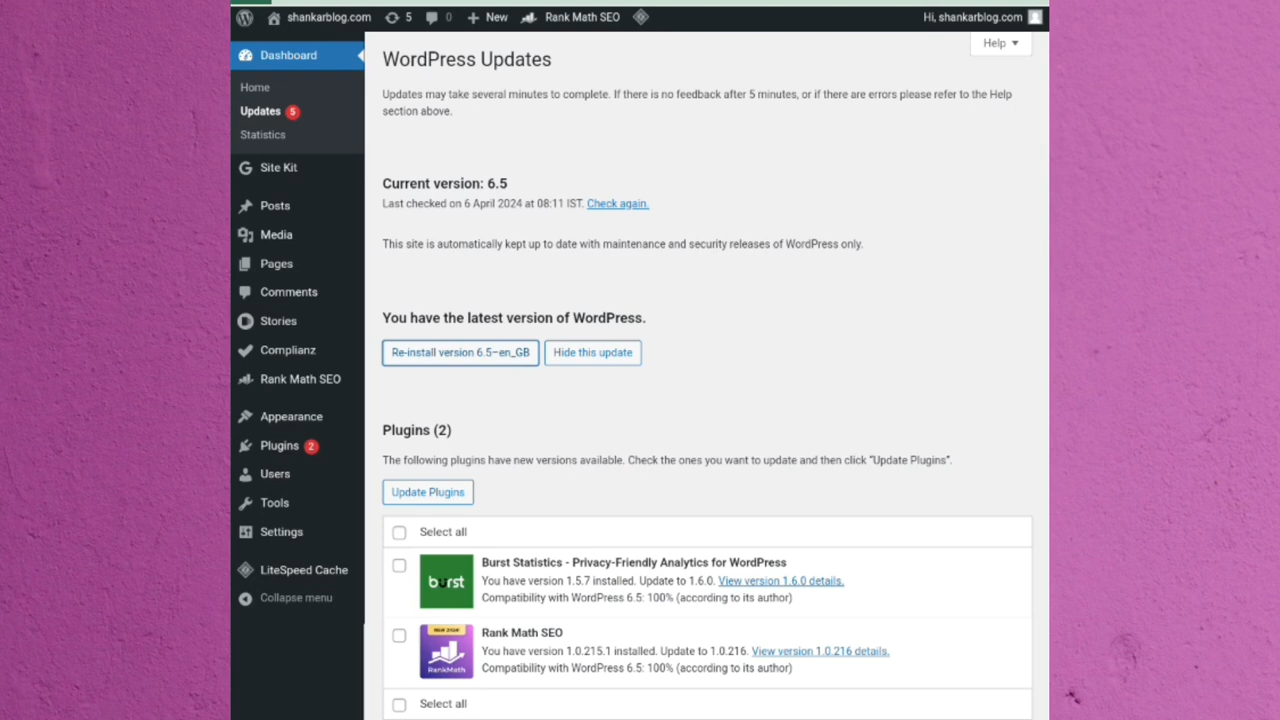 shankarblog.com 5 0 New Rank Math SEO Hi, shankarblog.com
Help
Dashboard
Home
Updates 5
Statistics
Site Kit
Posts
Media
Pages
Comments
Stories
Complianz
Rank Math SEO
Appearance
Plugins 2
Users
Tools
Settings
LiteSpeed Cache
Collapse menu
WordPress Updates
Updates may take several minutes to complete. If there is no feedback after 5 minutes, or if there are errors please refer to the Help
section above.
Current version: 6.5
Last checked on 6 April 2024 at 08:11 IST. Check again.
This site is automatically kept up to date with maintenance and security releases of WordPress only.
You have the latest version of WordPress.
Re-install version 6.5–en_GB Hide this update
Plugins (2)
The following plugins have new versions available. Check the ones you want to update and then click “Update Plugins”.
Update Plugins
Select all
burst
Burst Statistics - Privacy-Friendly Analytics for WordPress
You have version 1.5.7 installed. Update to 1.6.0. View version 1.6.0 details.
Compatibility with WordPress 6.5: 100% (according to its author)
RankMath
Rank Math SEO
You have version 1.0.215.1 installed. Update to 1.0.216. View version 1.0.216 details.
Compatibility with WordPress 6.5: 100% (according to its author)
Select all